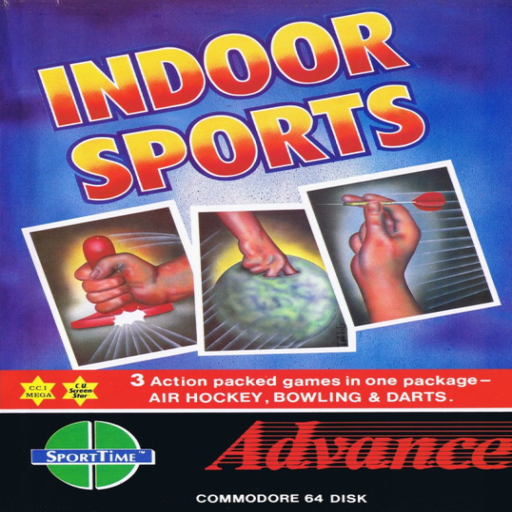 INDOOR
SPORTS
C.C.I
MEGA
C.U.
Screen
Star
3 Action packed games in one package—
AIR HOCKEY, BOWLING & DARTS.
SPORTTIME™
Advance
COMMODORE 64 DISK